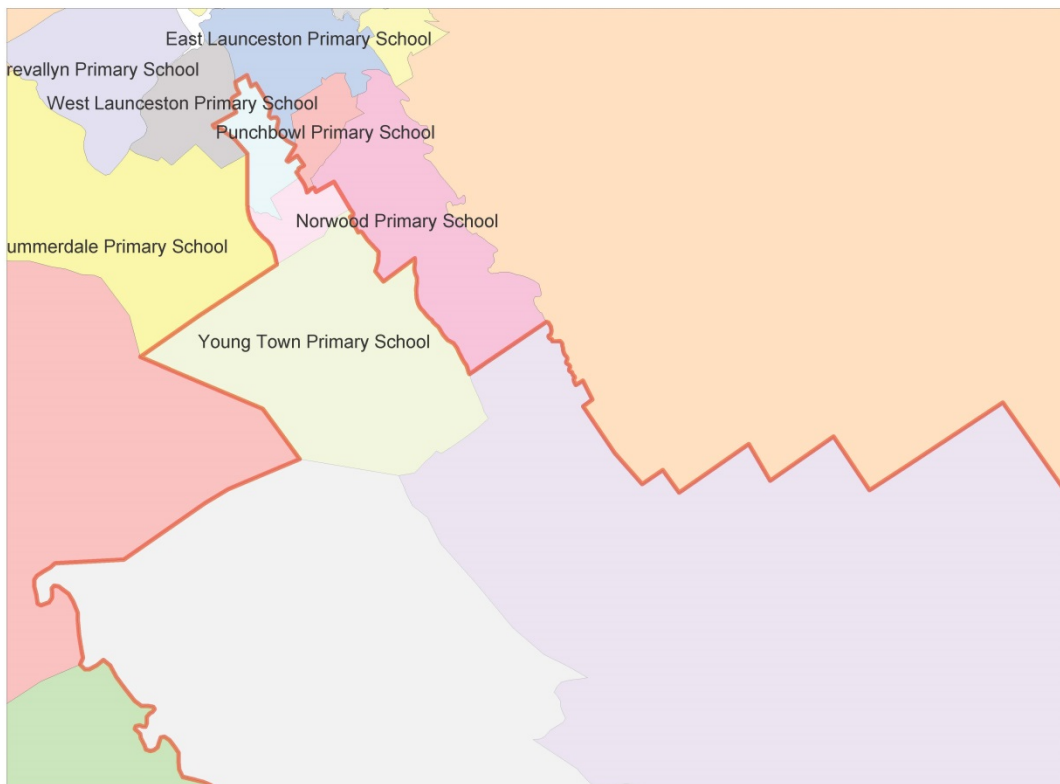 East Launceston Primary School
revallyn Primary School
West Launceston Primary School
Punchbowl Primary School
Norwood Primary School
ummerdale Primary School
Young Town Primary School